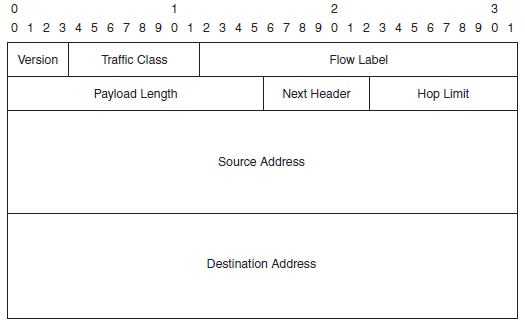 0 1 2 3
0 1 2 3 4 5 6 7 8 9 0 1 2 3 4 5 6 7 8 9 0 1 2 3 4 5 6 7 8 9 0 1
Version Traffic Class Flow Label
Payload Length Next Header Hop Limit
Source Address
Destination Address